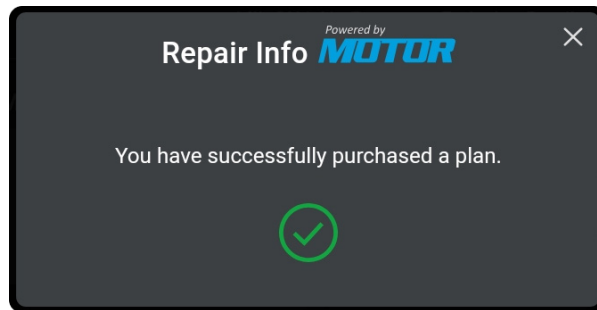 Powered by
Repair Info MOTOR
You have successfully purchased a plan.